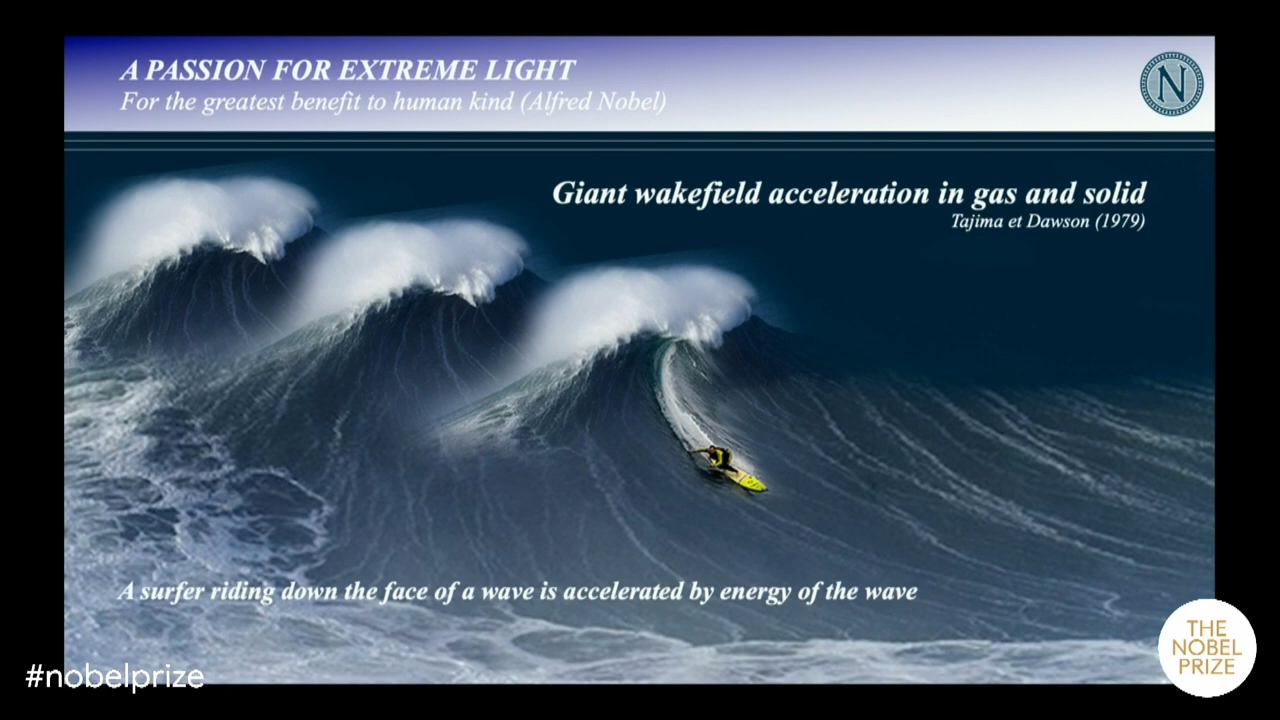 A PASSION FOR EXTREME LIGHT
For the greatest benefit to human kind (Alfred Nobel)
N
Giant wakefield acceleration in gas and solid
Tajima et Dawson (1979)
A surfer riding down the face of a wave is accelerated by energy of the wave
#nobelprize
THE
NOBEL
PRIZE